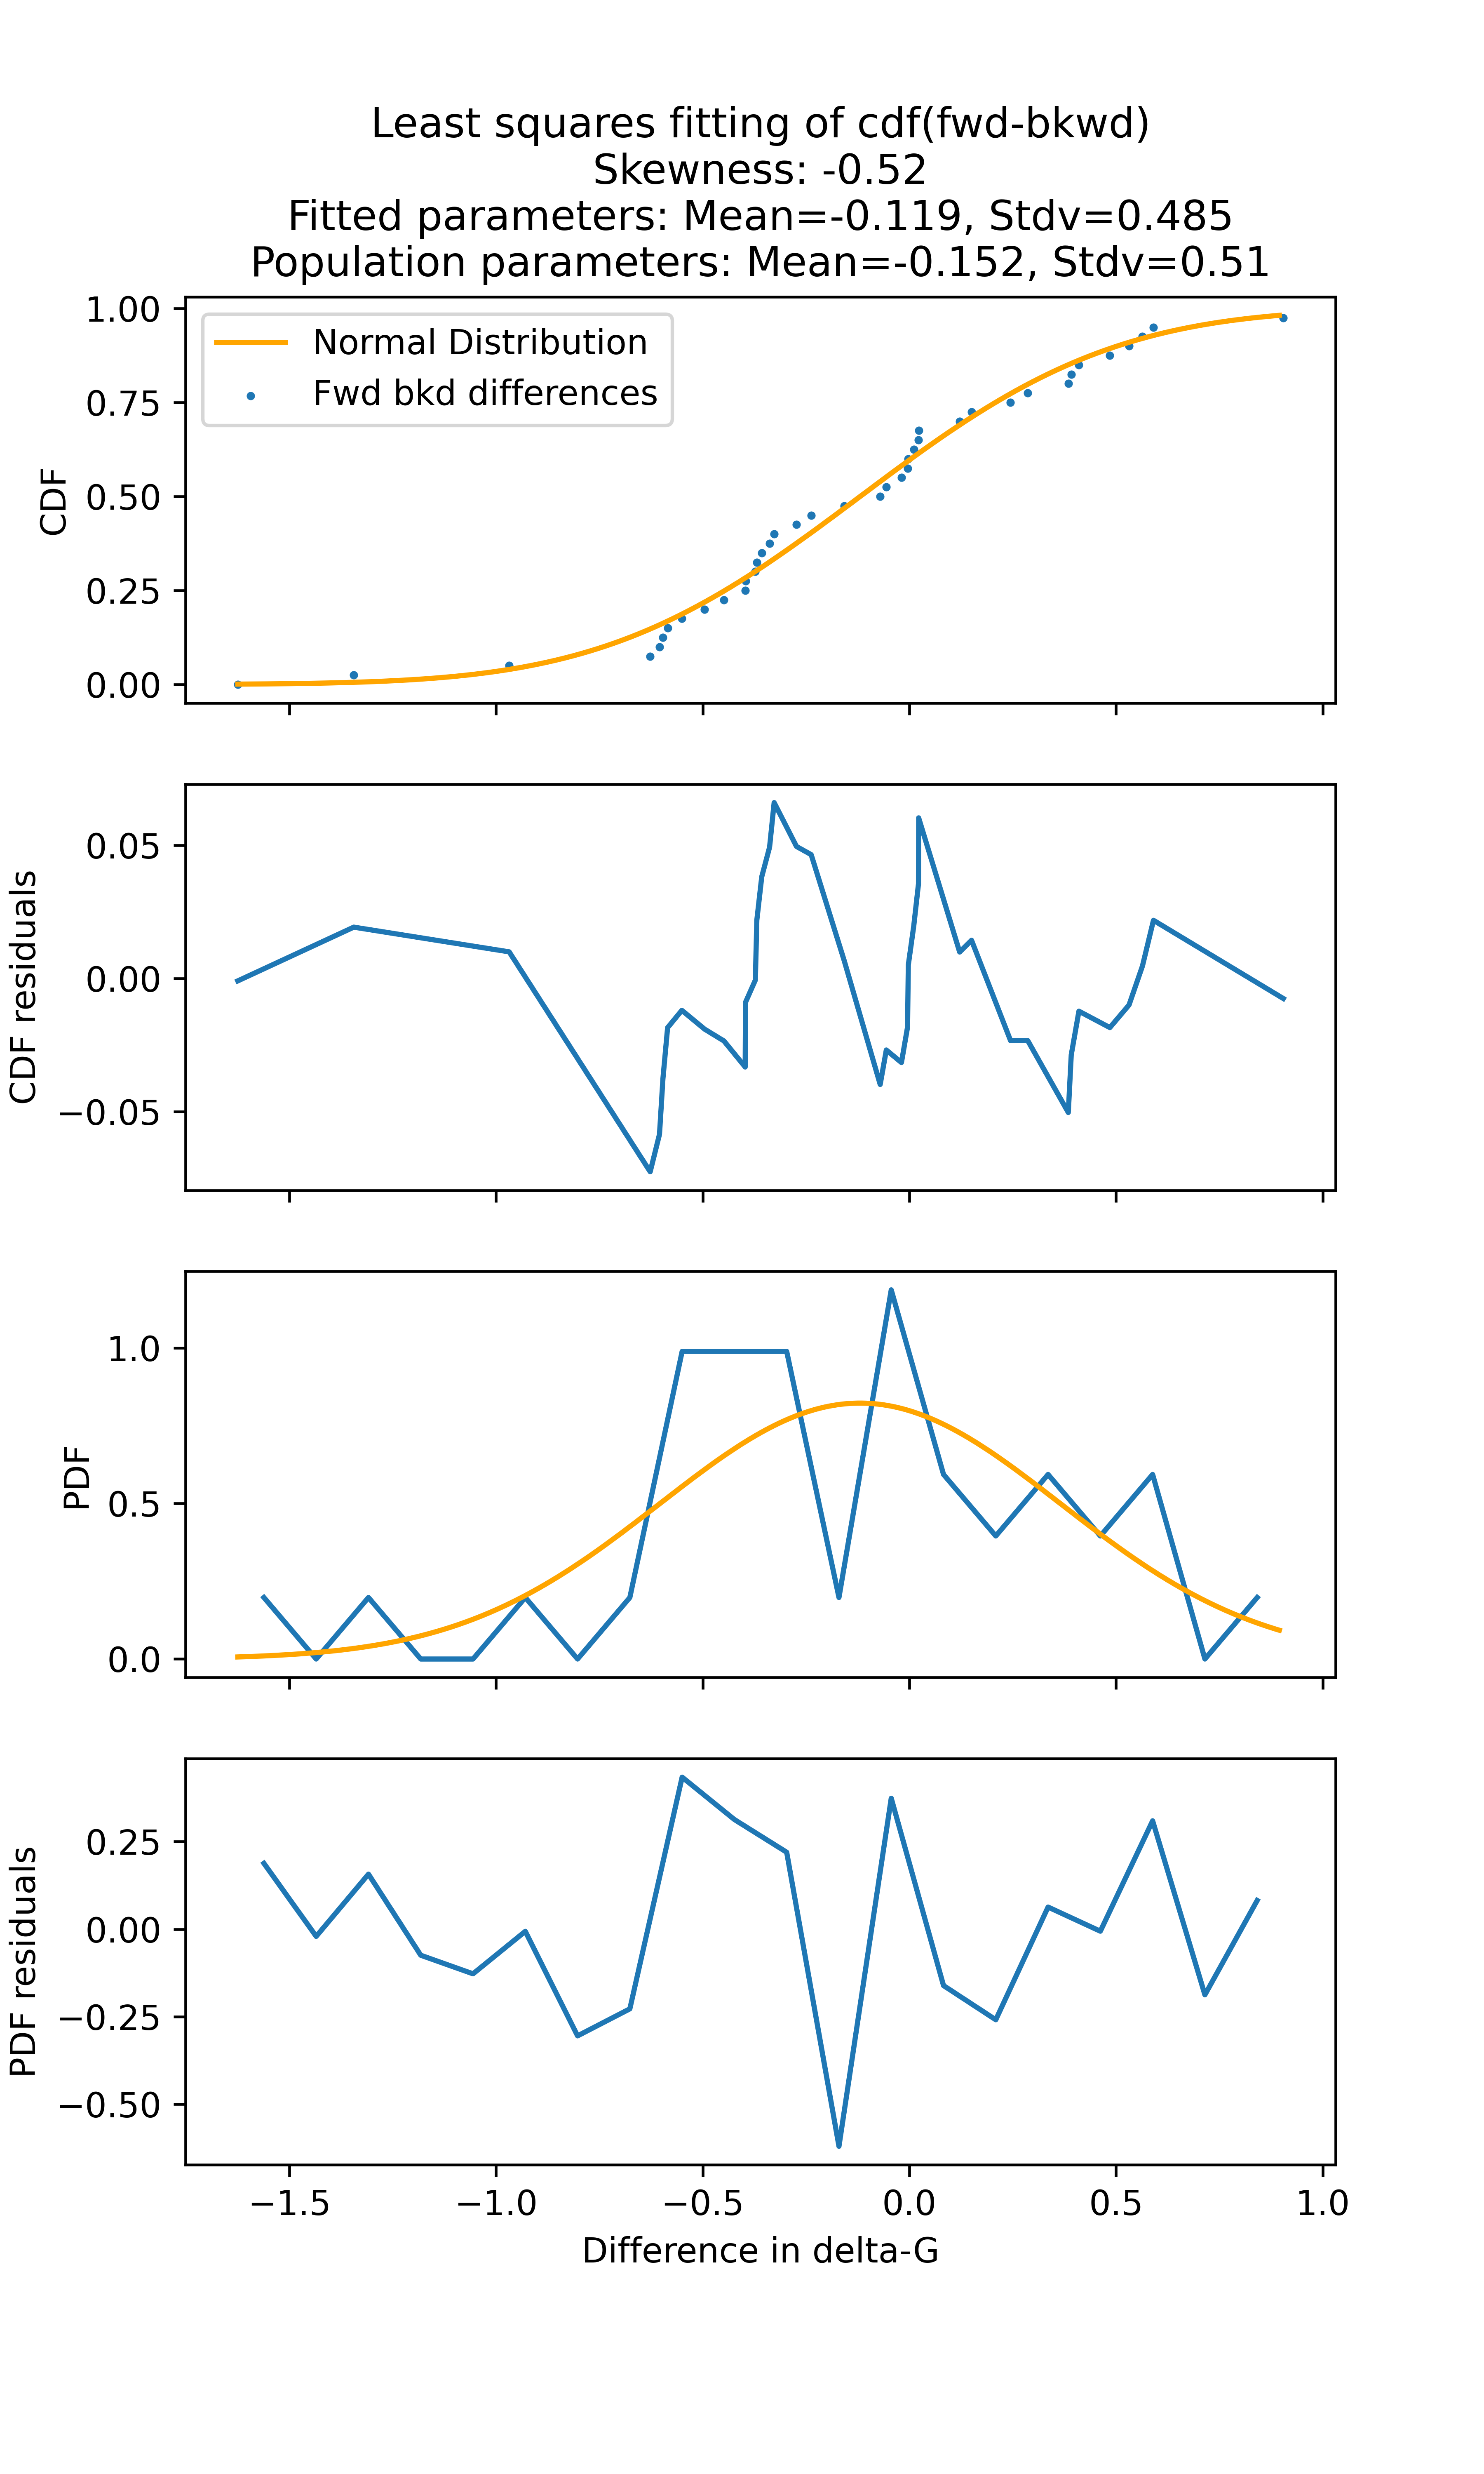 Least squares fitting of cdf(fwd-bkwd)
Skewness: -0.52
Fitted parameters: Mean=-0.119, Stdv=0.485
Population parameters: Mean=-0.152, Stdv=0.51
1.00
0.75
0.50
0.25
0.00
CDF
Normal Distribution
Fwd bkd differences
0.05
0.00
−0.05
CDF residuals
1.0
0.5
0.0
PDF
0.25
0.00
−0.25
−0.50
PDF residuals
−1.5 −1.0 −0.5 0.0 0.5 1.0
Difference in delta-G